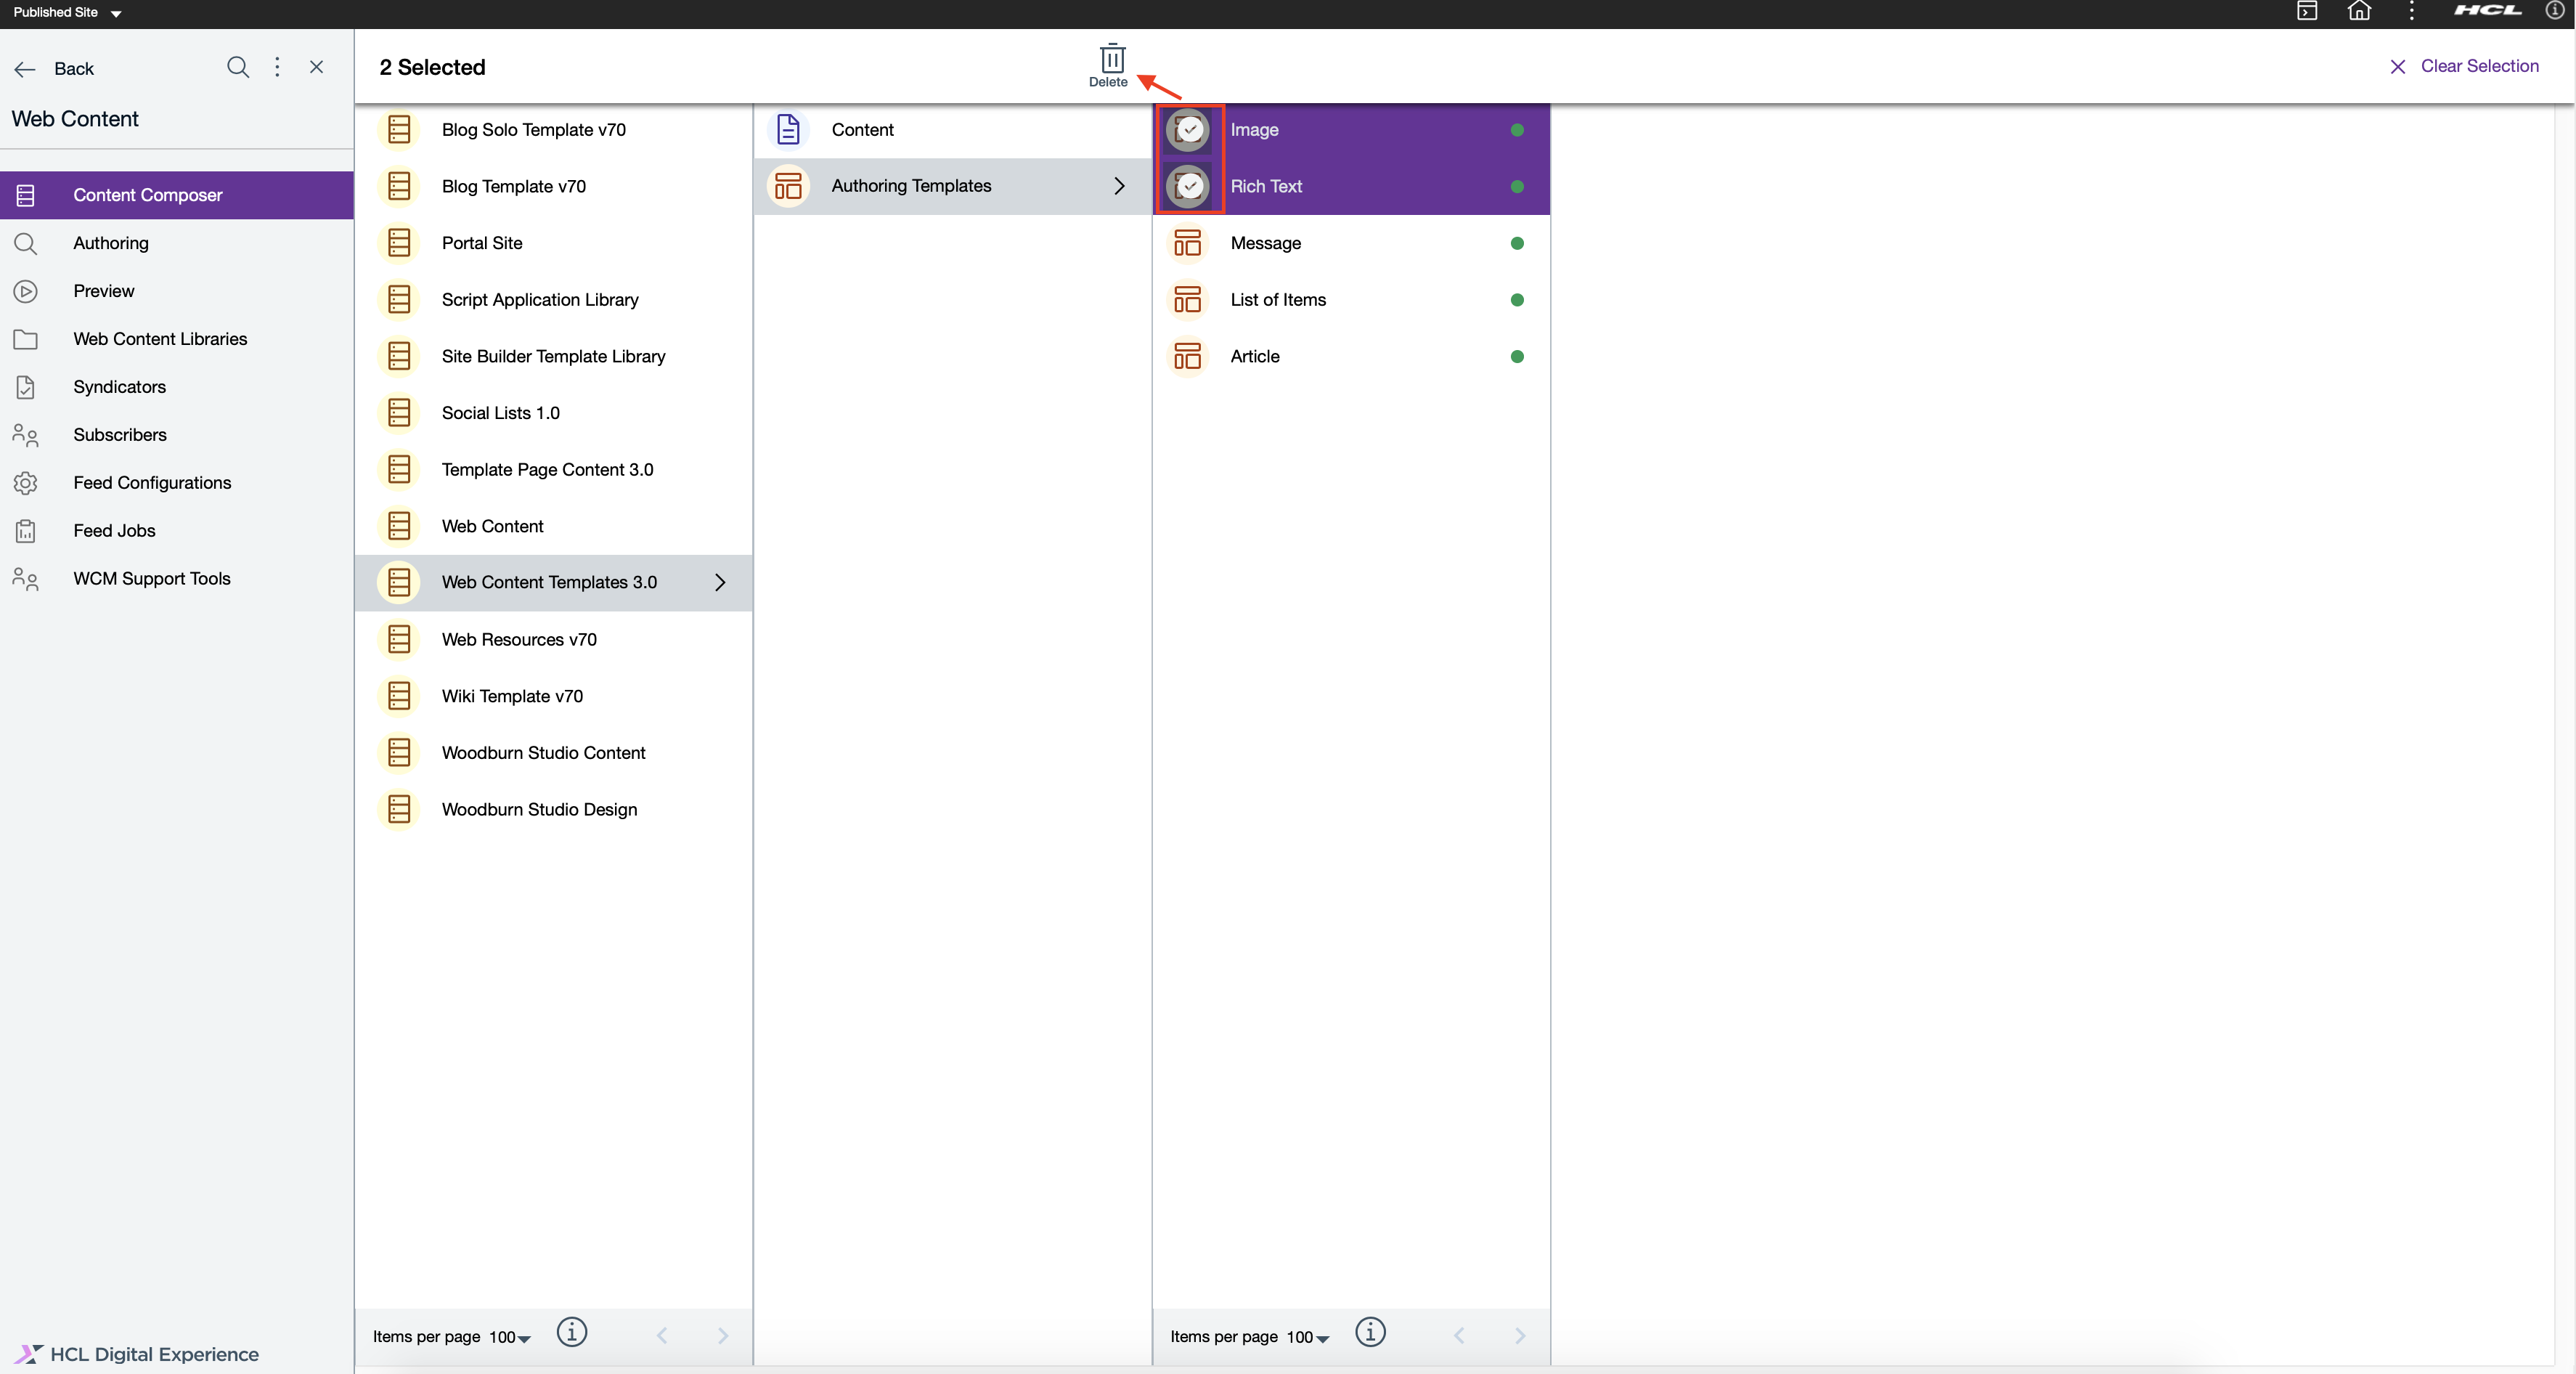 Published Site
HCL
Back
Web Content
Content Composer
Authoring
Preview
Web Content Libraries
Syndicators
Subscribers
Feed Configurations
Feed Jobs
WCM Support Tools
HCL Digital Experience
2 Selected
Delete
Clear Selection
Blog Solo Template v70
Blog Template v70
Portal Site
Script Application Library
Site Builder Template Library
Social Lists 1.0
Template Page Content 3.0
Web Content
Web Content Templates 3.0
Web Resources v70
Wiki Template v70
Woodburn Studio Content
Woodburn Studio Design
Items per page 100
Content
Authoring Templates
Image
Rich Text
Message
List of Items
Article
Items per page 100